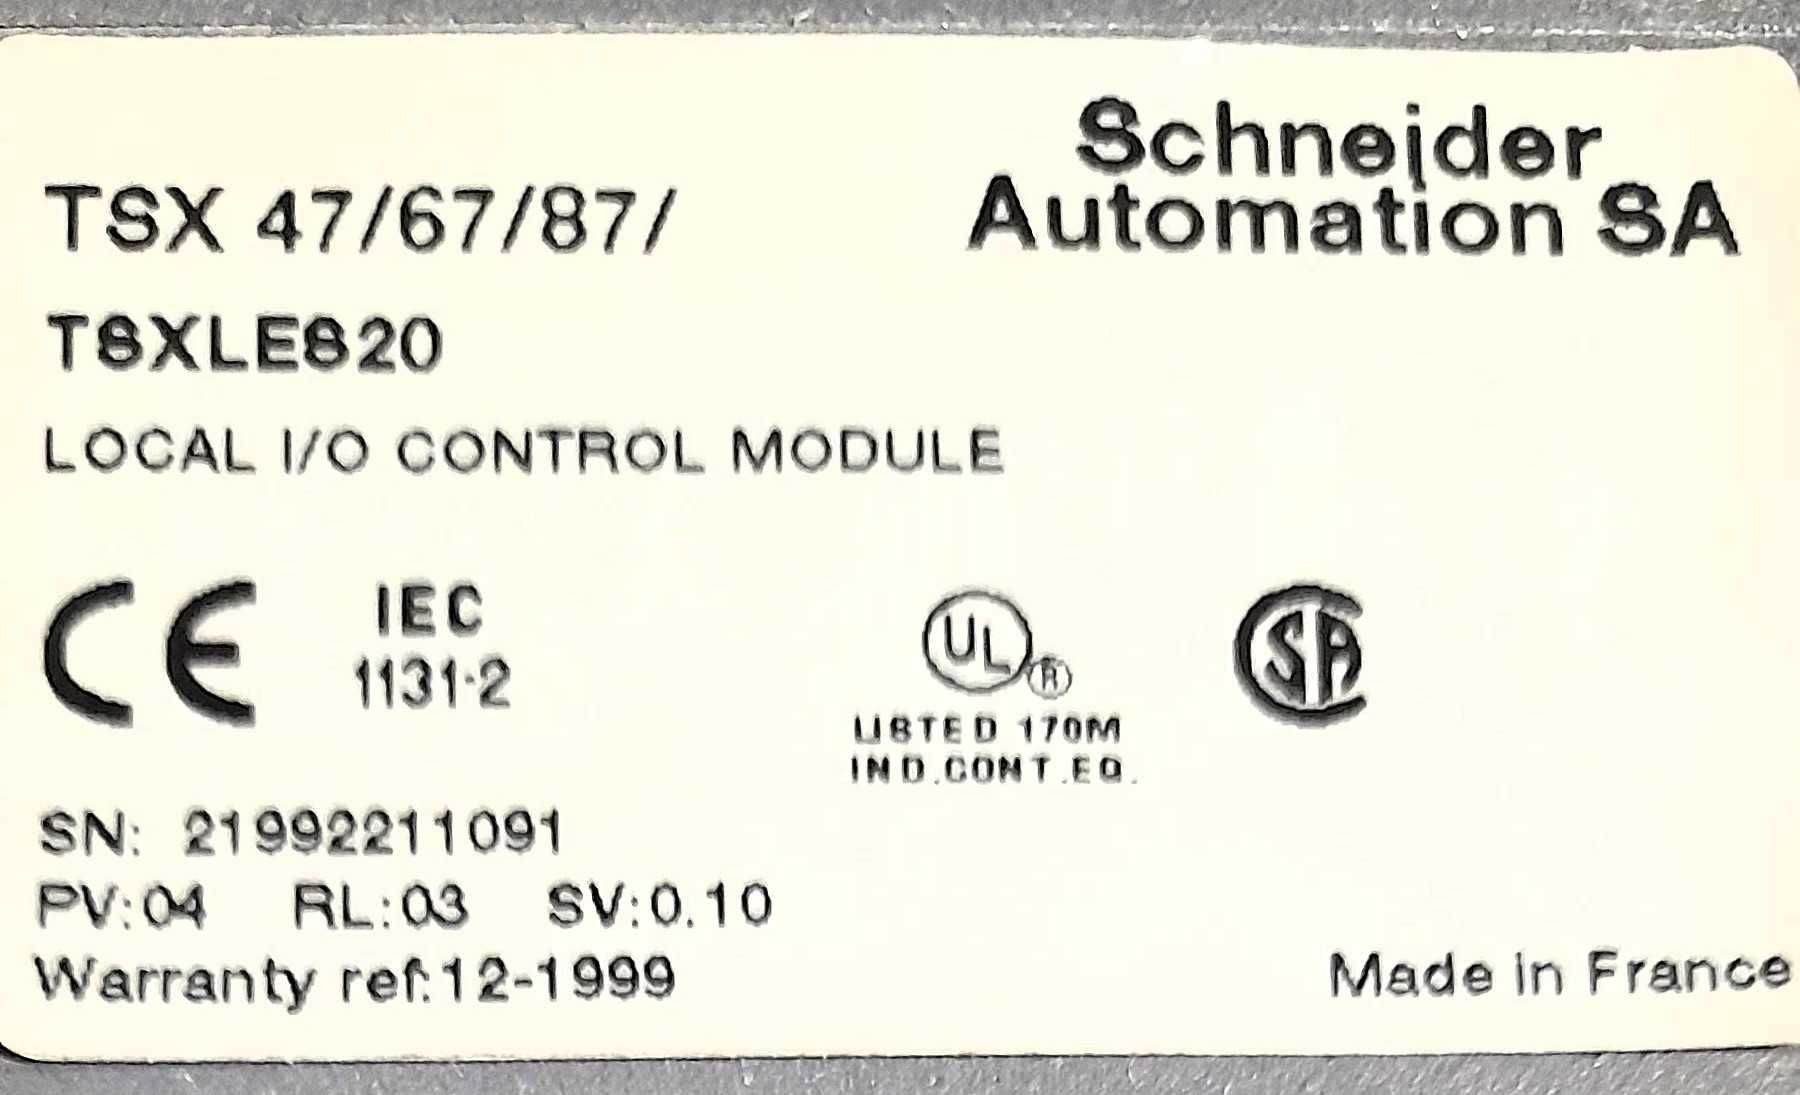 Schneider
Automation SA
TSX 47/67/87/
TSXLES20
LOCAL I/O CONTROL MODULE
CE
IEC
1131-2
UL ®
LISTED 170M
IND.CONT.EQ.
CSA
SN: 21992211091
PV:04 RL:03 SV:0.10
Warranty ref:12-1999
Made in France